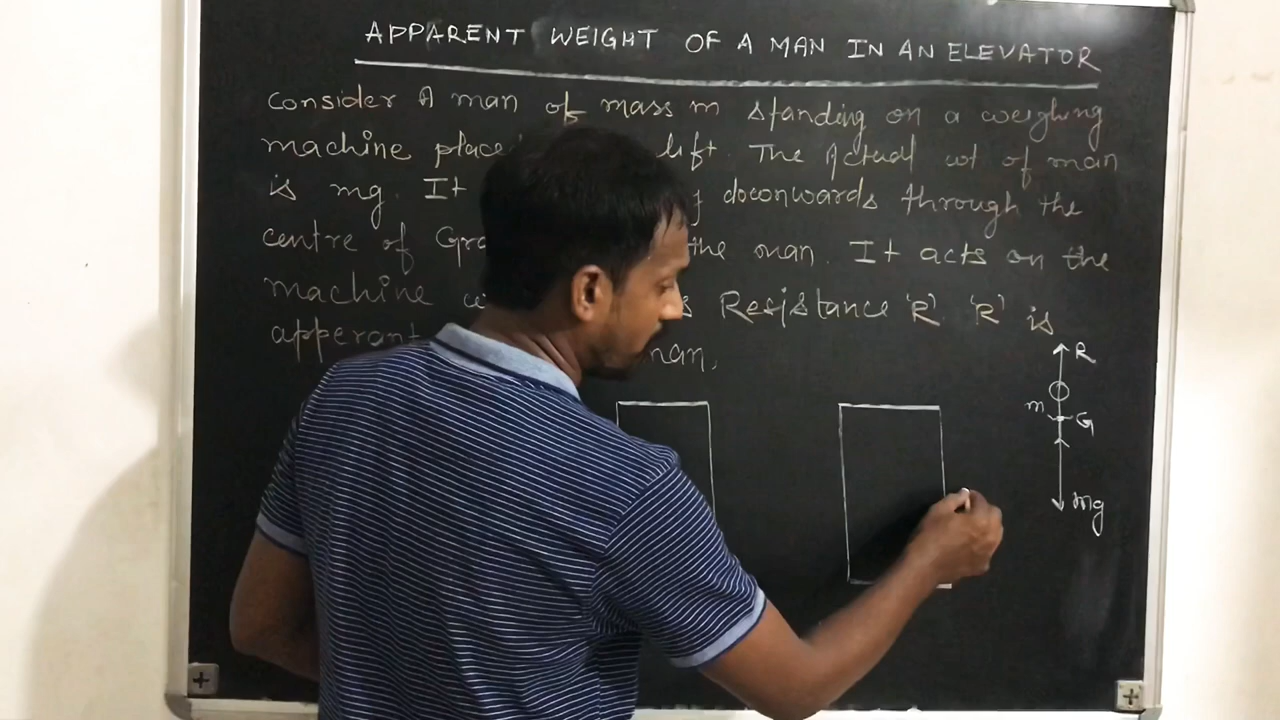 APPARENT WEIGHT OF A MAN IN AN ELEVATOR
Consider A man of mass m standing on a weighing
machine place lift. The Actual wt of man
is mg. It downwards through the
centre of Gra the man. It acts on the
machine Resistance 'R'. 'R' is
apperant man,
R
m G
mg